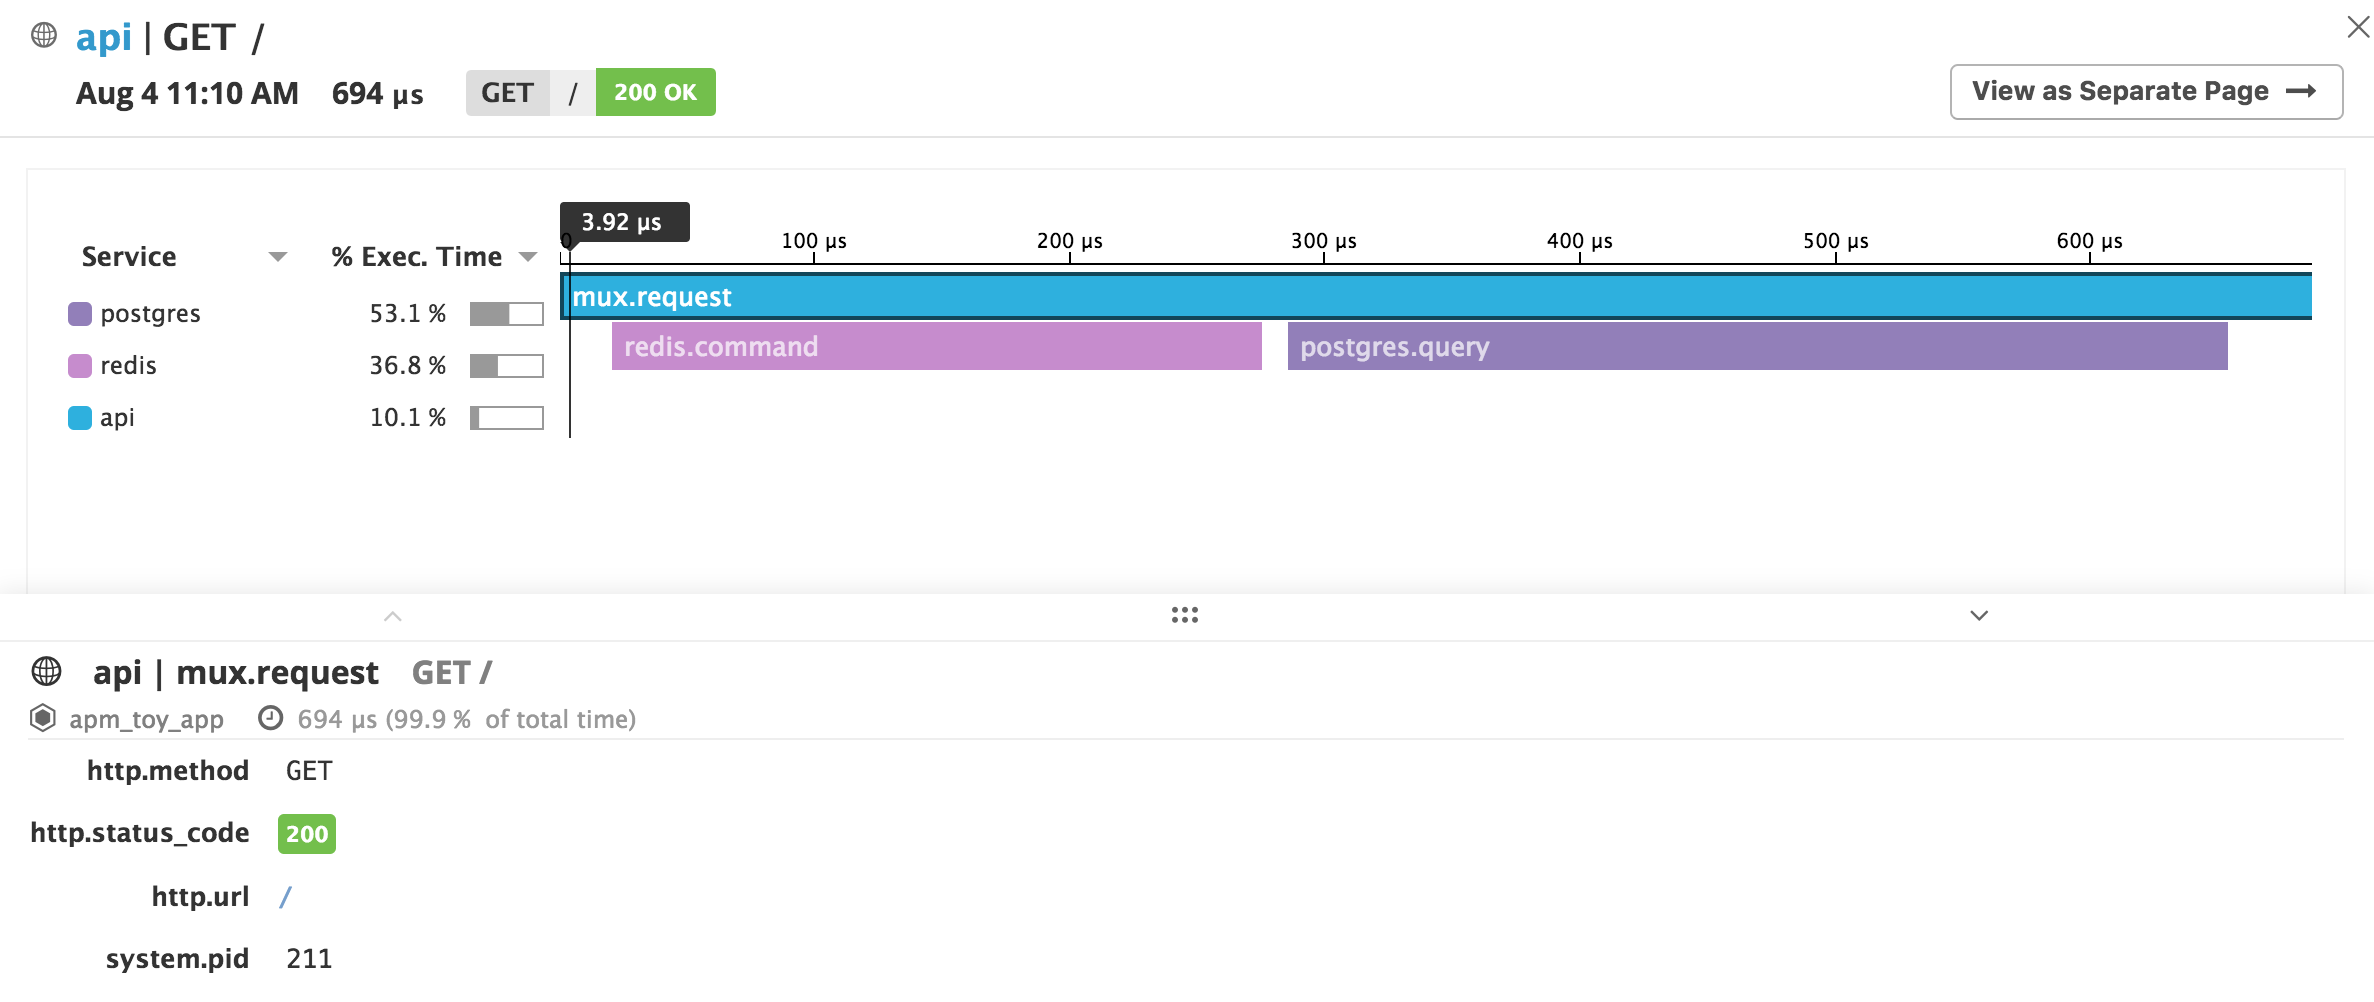 api | GET /
Aug 4 11:10 AM 694 µs GET / 200 OK
View as Separate Page →
3.92 µs
0 100 µs 200 µs 300 µs 400 µs 500 µs 600 µs
Service % Exec. Time
mux.request
postgres 53.1 %
redis.command postgres.query
redis 36.8 %
api 10.1 %
api | mux.request GET /
apm_toy_app 694 µs (99.9 % of total time)
http.method GET
http.status_code 200
http.url /
system.pid 211